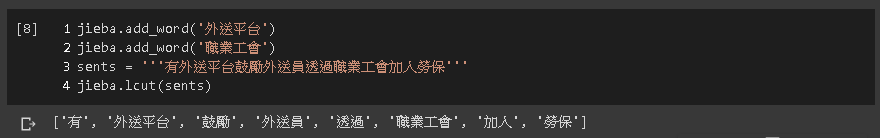 [8] 1 jieba.add_word('外送平台')
2 jieba.add_word('職業工會')
3 sents = '''有外送平台鼓勵外送員透過職業工會加入勞保'''
4 jieba.lcut(sents)
['有', '外送平台', '鼓勵', '外送員', '透過', '職業工會', '加入', '勞保']